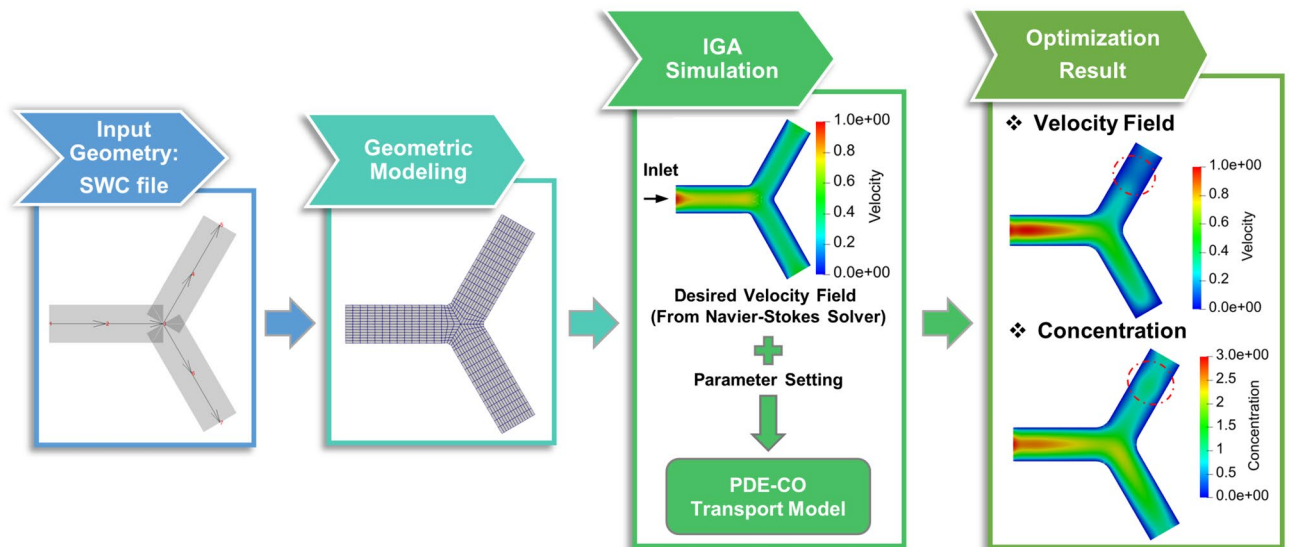 Input
Geometry:
SWC file
Geometric
Modeling
IGA
Simulation
Inlet
1.0e+00
0.8
0.6
0.4
0.2
0.0e+00
Velocity
Desired Velocity Field
(From Navier-Stokes Solver)
Parameter Setting
PDE-CO
Transport Model
Optimization
Result
❖ Velocity Field
1.0e+00
0.8
0.6
0.4
0.2
0.0e+00
Velocity
❖ Concentration
3.0e+00
2.5
2
1.5
1
0.5
0.0e+00
Concentration